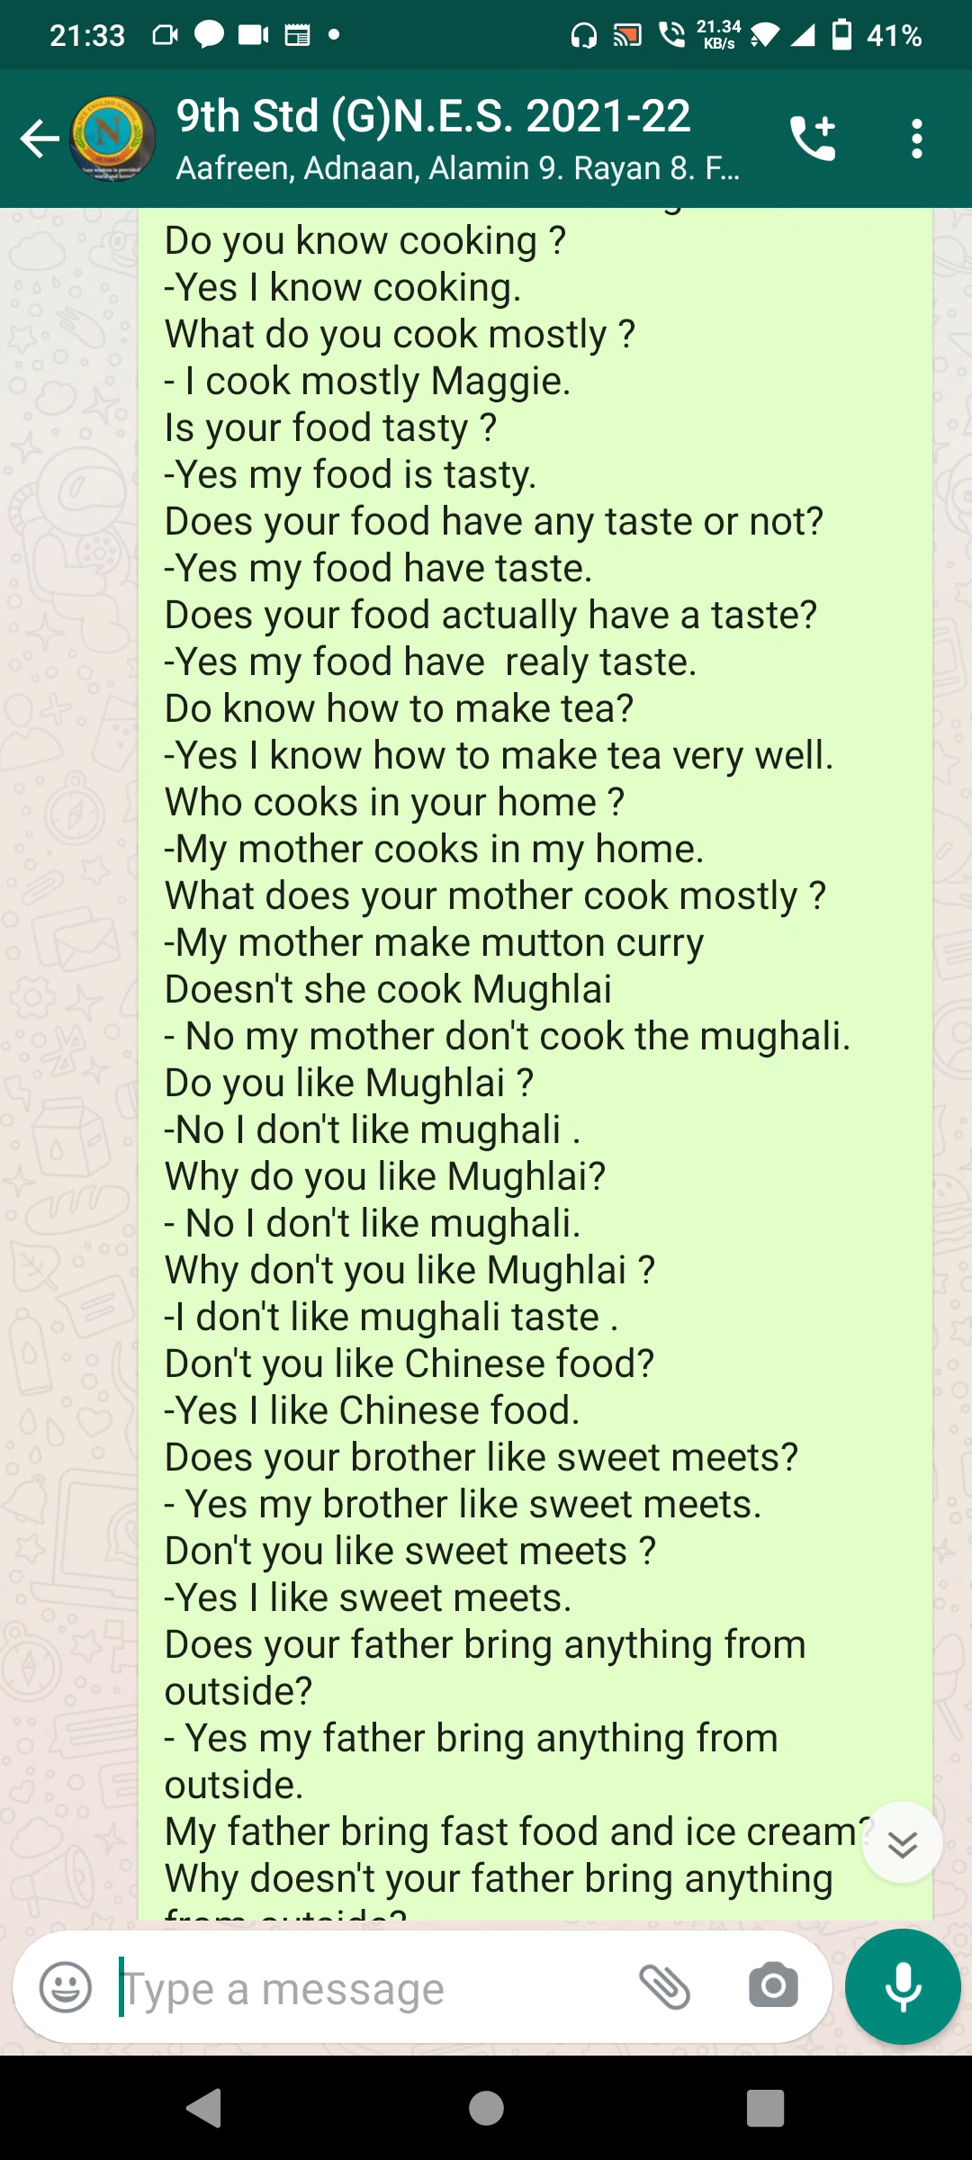 21:33
21.34
KB/s
41%
9th Std (G)N.E.S. 2021-22
Aafreen, Adnaan, Alamin 9. Rayan 8. F...
Do you know cooking ?
-Yes I know cooking.
What do you cook mostly ?
- I cook mostly Maggie.
Is your food tasty ?
-Yes my food is tasty.
Does your food have any taste or not?
-Yes my food have taste.
Does your food actually have a taste?
-Yes my food have  realy taste.
Do know how to make tea?
-Yes I know how to make tea very well.
Who cooks in your home ?
-My mother cooks in my home.
What does your mother cook mostly ?
-My mother make mutton curry
Doesn't she cook Mughlai
- No my mother don't cook the mughali.
Do you like Mughlai ?
-No I don't like mughali .
Why do you like Mughlai?
- No I don't like mughali.
Why don't you like Mughlai ?
-I don't like mughali taste .
Don't you like Chinese food?
-Yes I like Chinese food.
Does your brother like sweet meets?
- Yes my brother like sweet meets.
Don't you like sweet meets ?
-Yes I like sweet meets.
Does your father bring anything from
outside?
- Yes my father bring anything from
outside.
My father bring fast food and ice cream?
Why doesn't your father bring anything
from outside?
Type a message